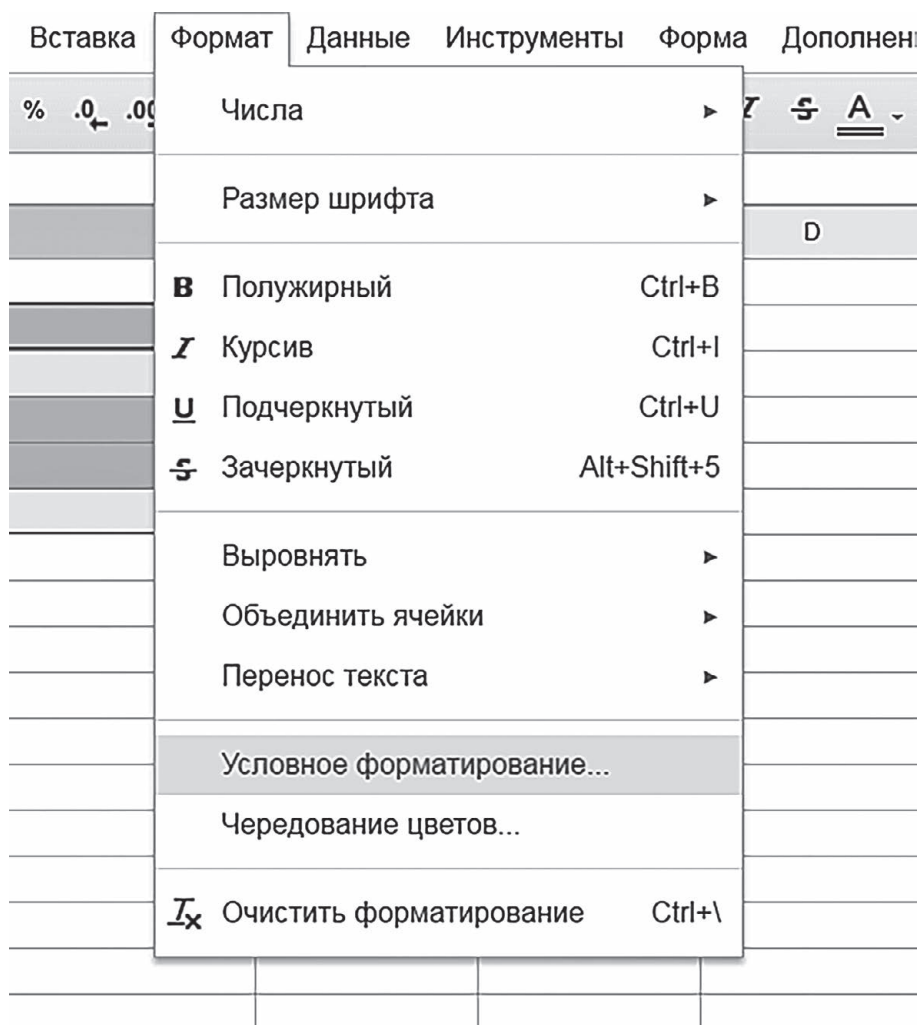 Вставка Формат Данные Инструменты Форма
% .0 .00 A
Числа
Размер шрифта
D
B Полужирный Ctrl+B
I Курсив Ctrl+I
U Подчеркнутый Ctrl+U
S Зачеркнутый Alt+Shift+5
Выровнять
Объединить ячейки
Перенос текста
Условное форматирование...
Чередование цветов...
Очистить форматирование Ctrl+\